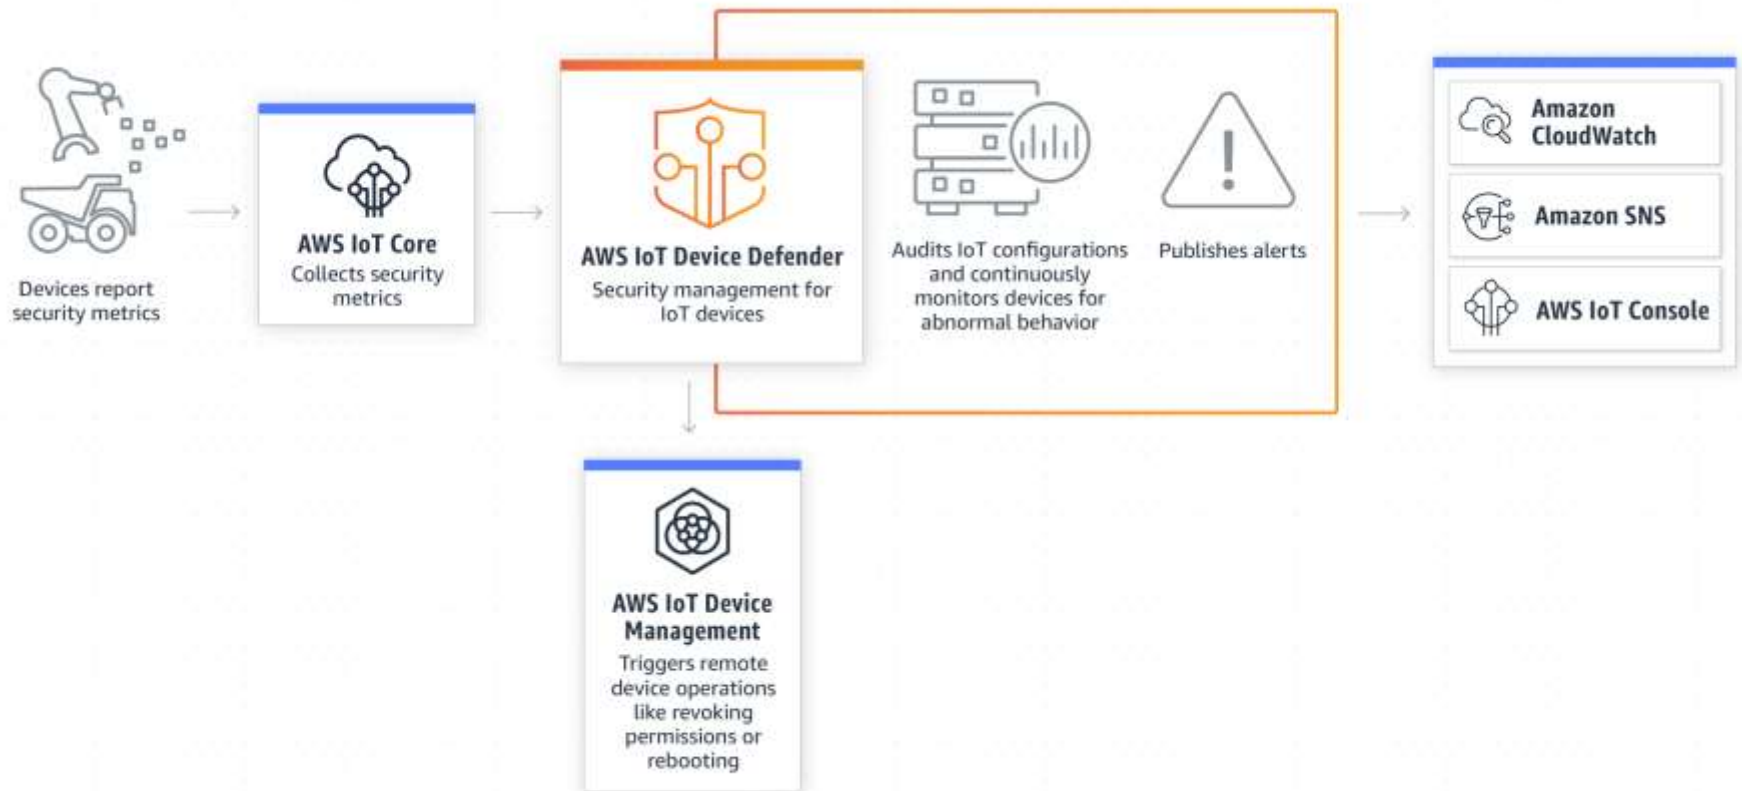 Devices report
security metrics
AWS IoT Core
Collects security
metrics
AWS IoT Device Defender
Security management for
IoT devices
Audits IoT configurations
and continuously
monitors devices for
abnormal behavior
Publishes alerts
Amazon
CloudWatch
Amazon SNS
AWS IoT Console
AWS IoT Device
Management
Triggers remote
device operations
like revoking
permissions or
rebooting